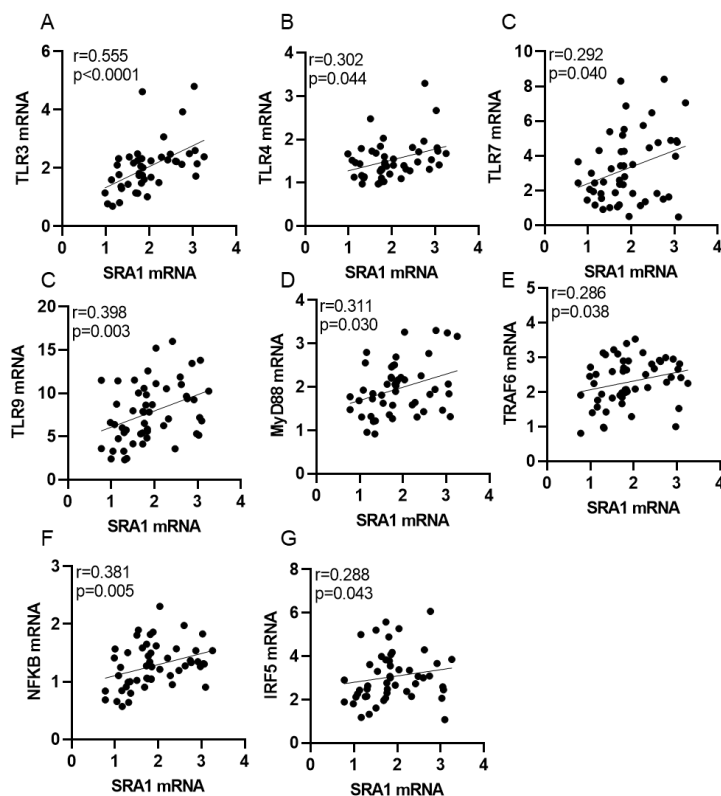 A
r=0.555
p<0.0001
TLR3 mRNA
6
4
2
0
0 1 2 3 4
SRA1 mRNA
B
r=0.302
p=0.044
TLR4 mRNA
4
3
2
1
0
0 1 2 3 4
SRA1 mRNA
C
r=0.292
p=0.040
TLR7 mRNA
10
8
6
4
2
0
0 1 2 3 4
SRA1 mRNA
C
r=0.398
p=0.003
TLR9 mRNA
20
15
10
5
0
0 1 2 3 4
SRA1 mRNA
D
r=0.311
p=0.030
MyD88 mRNA
4
3
2
1
0
0 1 2 3 4
SRA1 mRNA
E
r=0.286
p=0.038
TRAF6 mRNA
5
4
3
2
1
0
0 1 2 3 4
SRA1 mRNA
F
r=0.381
p=0.005
NFKB mRNA
3
2
1
0
0 1 2 3 4
SRA1 mRNA
G
r=0.288
p=0.043
IRF5 mRNA
8
6
4
2
0
0 1 2 3 4
SRA1 mRNA